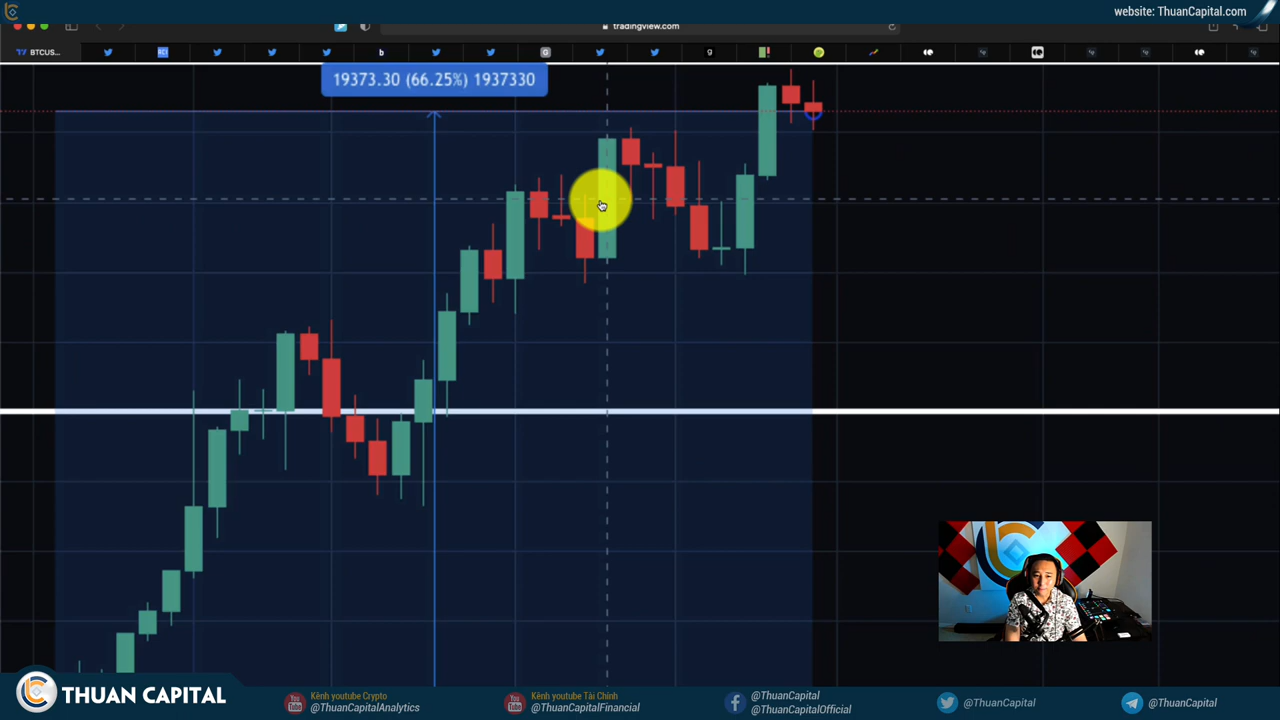 website: ThuanCapital.com
tradingview.com
BTCUS...
19373.30 (66.25%) 1937330
THUAN CAPITAL
Kênh youtube Crypto
@ThuanCapitalAnalytics
Kênh youtube Tài Chính
@ThuanCapitalFinancial
@ThuanCapital
@ThuanCapitalOfficial
@ThuanCapital
@ThuanCapital